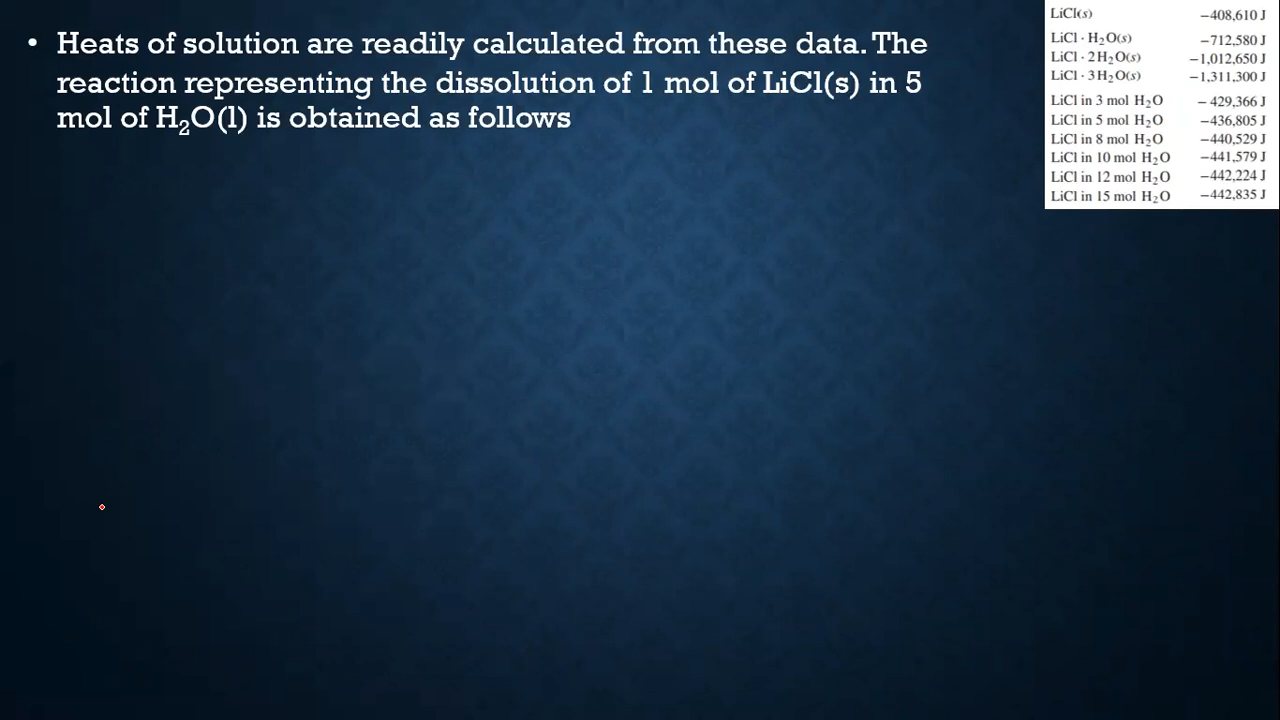 • Heats of solution are readily calculated from these data. The
reaction representing the dissolution of 1 mol of LiCl(s) in 5
mol of H₂O(l) is obtained as follows
LiCl(s) −408,610 J
LiCl · H₂O(s) −712,580 J
LiCl · 2H₂O(s) −1,012,650 J
LiCl · 3H₂O(s) −1,311,300 J
LiCl in 3 mol H₂O − 429,366 J
LiCl in 5 mol H₂O −436,805 J
LiCl in 8 mol H₂O −440,529 J
LiCl in 10 mol H₂O −441,579 J
LiCl in 12 mol H₂O −442,224 J
LiCl in 15 mol H₂O −442,835 J